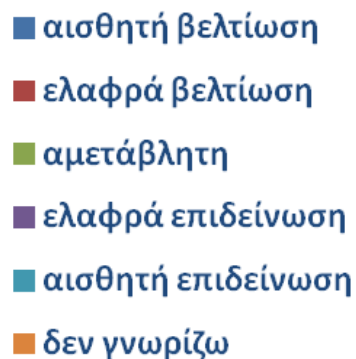 αισθητή βελτίωση
ελαφρά βελτίωση
αμετάβλητη
ελαφρά επιδείνωση
αισθητή επιδείνωση
δεν γνωρίζω